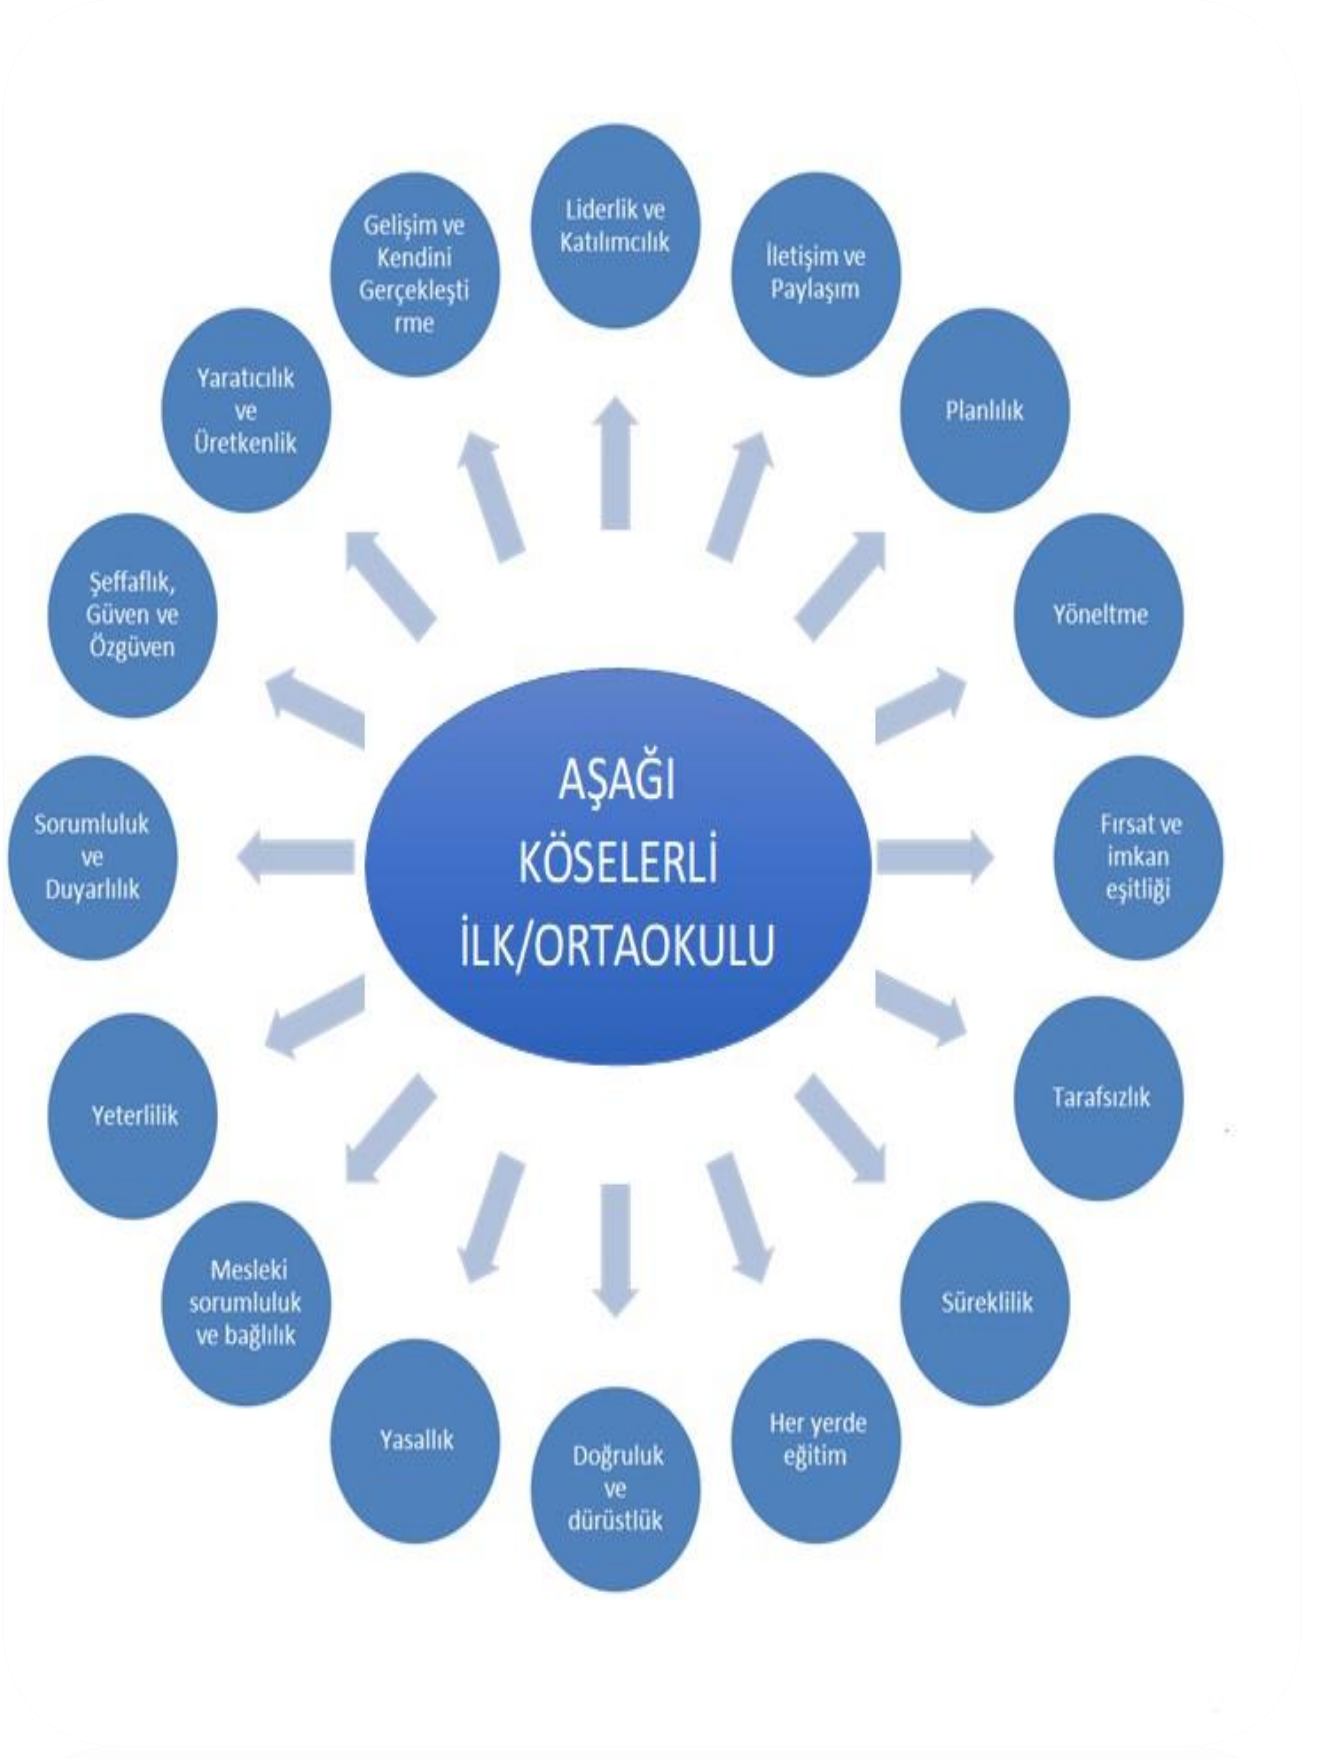 Liderlik ve
Katılımcılık
İletişim ve
Paylaşım
Planlılık
Yöneltme
Fırsat ve
imkan
eşitliği
Tarafsızlık
Süreklilik
Her yerde
eğitim
Doğruluk
ve
dürüstlük
Yasallık
Mesleki
sorumluluk
ve bağlılık
Yeterlilik
Sorumluluk
ve
Duyarlılık
Şeffaflık,
Güven ve
Özgüven
Yaratıcılık
ve
Üretkenlik
Gelişim ve
Kendini
Gerçekleşti
rme
AŞAĞI
KÖSELERLİ
İLK/ORTAOKULU